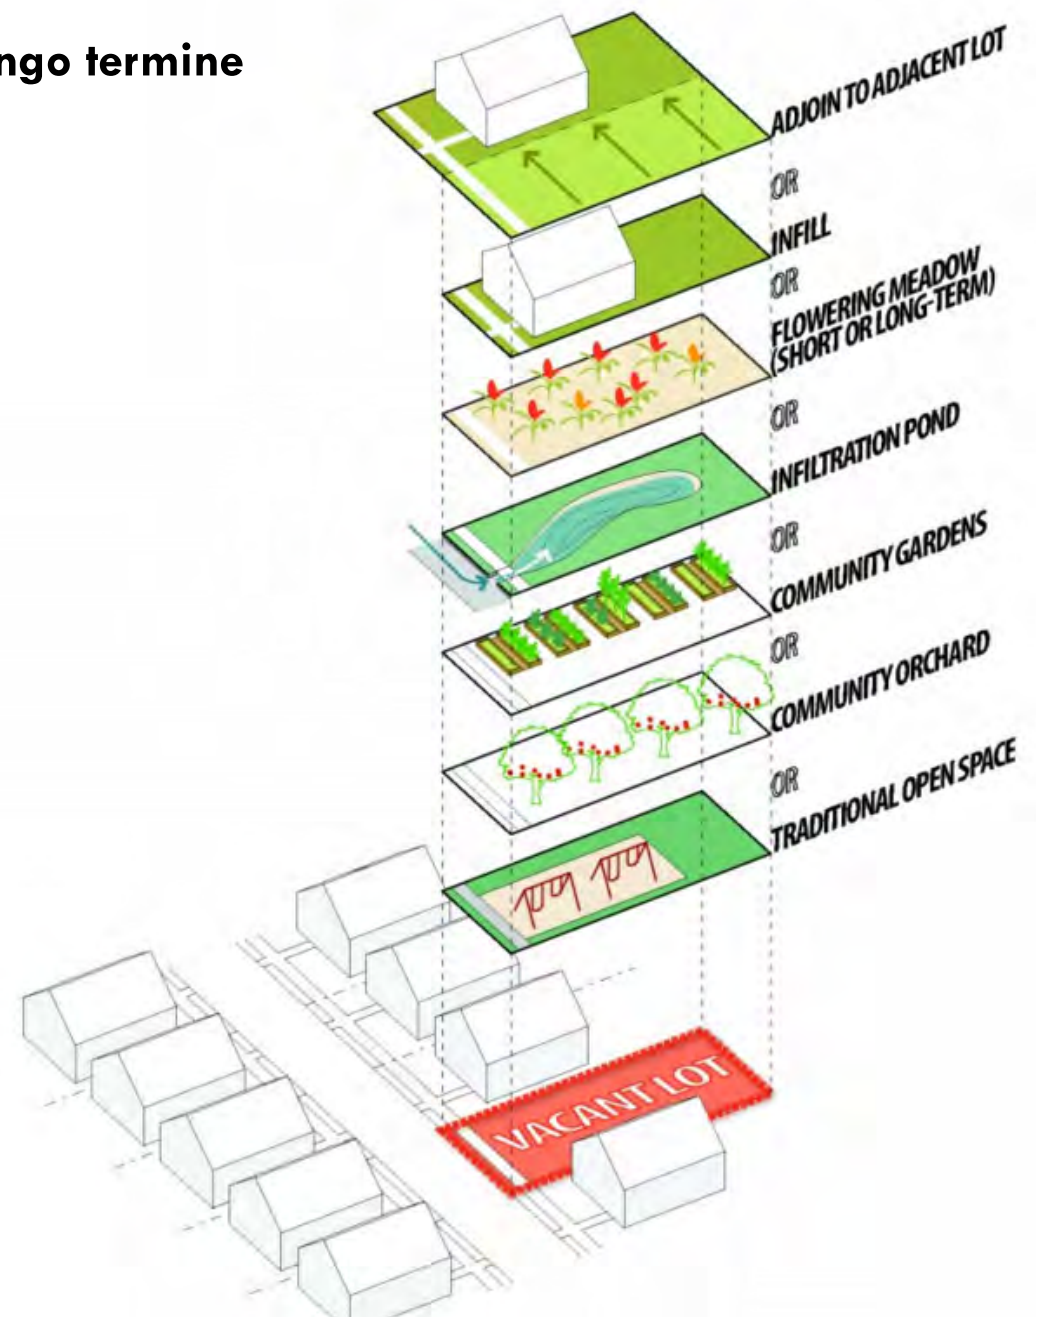 ngo termine
ADJOIN TO ADJACENT LOT
OR
INFILL
OR
FLOWERING MEADOW
(SHORT OR LONG-TERM)
OR
INFILTRATION POND
OR
COMMUNITY GARDENS
OR
COMMUNITY ORCHARD
OR
TRADITIONAL OPEN SPACE
VACANT LOT